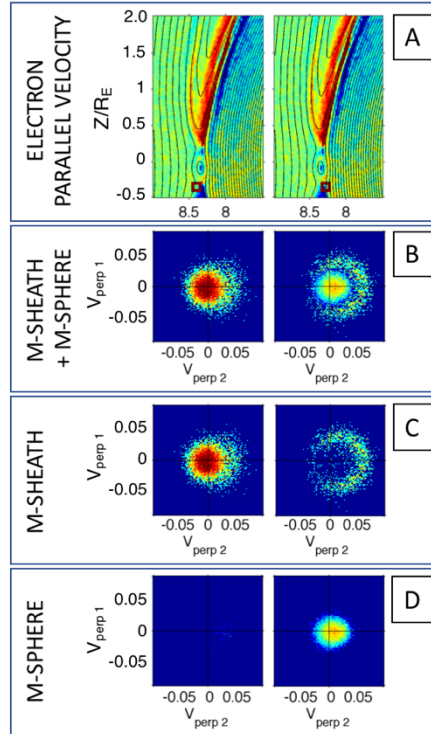 ELECTRON
PARALLEL VELOCITY
Z/R_E
2.0
1.5
1
0.5
0
-0.5
8.5 8 8.5 8
A
M-SHEATH
+ M-SPHERE
V_perp 1
0.05
0
-0.05
-0.05 0 0.05 -0.05 0 0.05
V_perp 2 V_perp 2
B
M-SHEATH
V_perp 1
0.05
0
-0.05
-0.05 0 0.05 -0.05 0 0.05
V_perp 2 V_perp 2
C
M-SPHERE
V_perp 1
0.05
0
-0.05
-0.05 0 0.05 -0.05 0 0.05
V_perp 2 V_perp 2
D